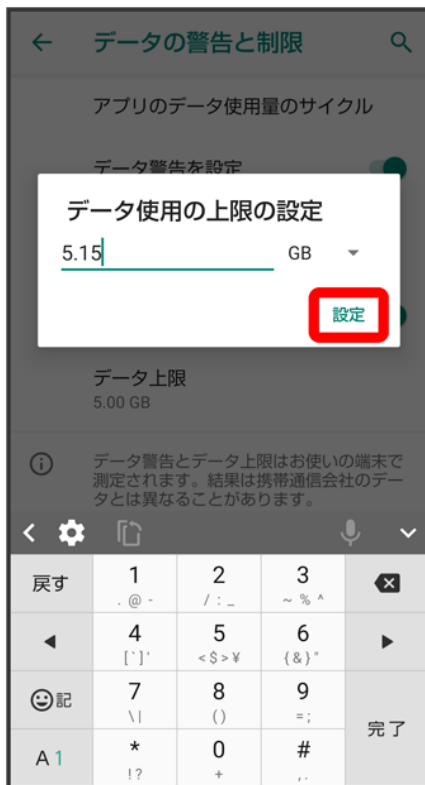 データの警告と制限
アプリのデータ使用量のサイクル
データ警告を設定
データ使用の上限の設定
5.15 GB
設定
データ上限
5.00 GB
データ警告とデータ上限はお使いの端末で
測定されます。結果は携帯通信会社のデー
タとは異なることがあります。
戻す 1 2 3
. @ - / : _ ~ % ^
4 5 6
[ ` ] ' < $ > ¥ { & } "
記 7 8 9
\ | ( ) = ;
完了
A1 * 0 #
! ? + , .